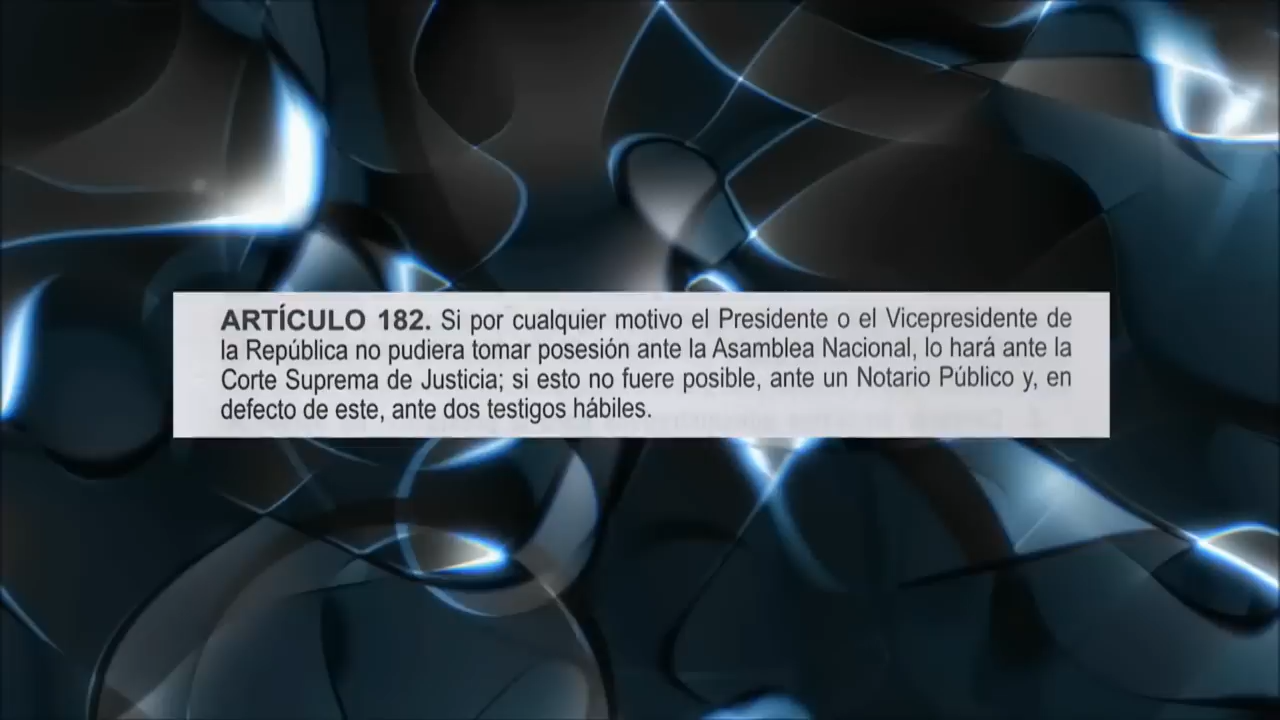 ARTÍCULO 182. Si por cualquier motivo el Presidente o el Vicepresidente de
la República no pudiera tomar posesión ante la Asamblea Nacional, lo hará ante la
Corte Suprema de Justicia; si esto no fuere posible, ante un Notario Público y, en
defecto de este, ante dos testigos hábiles.